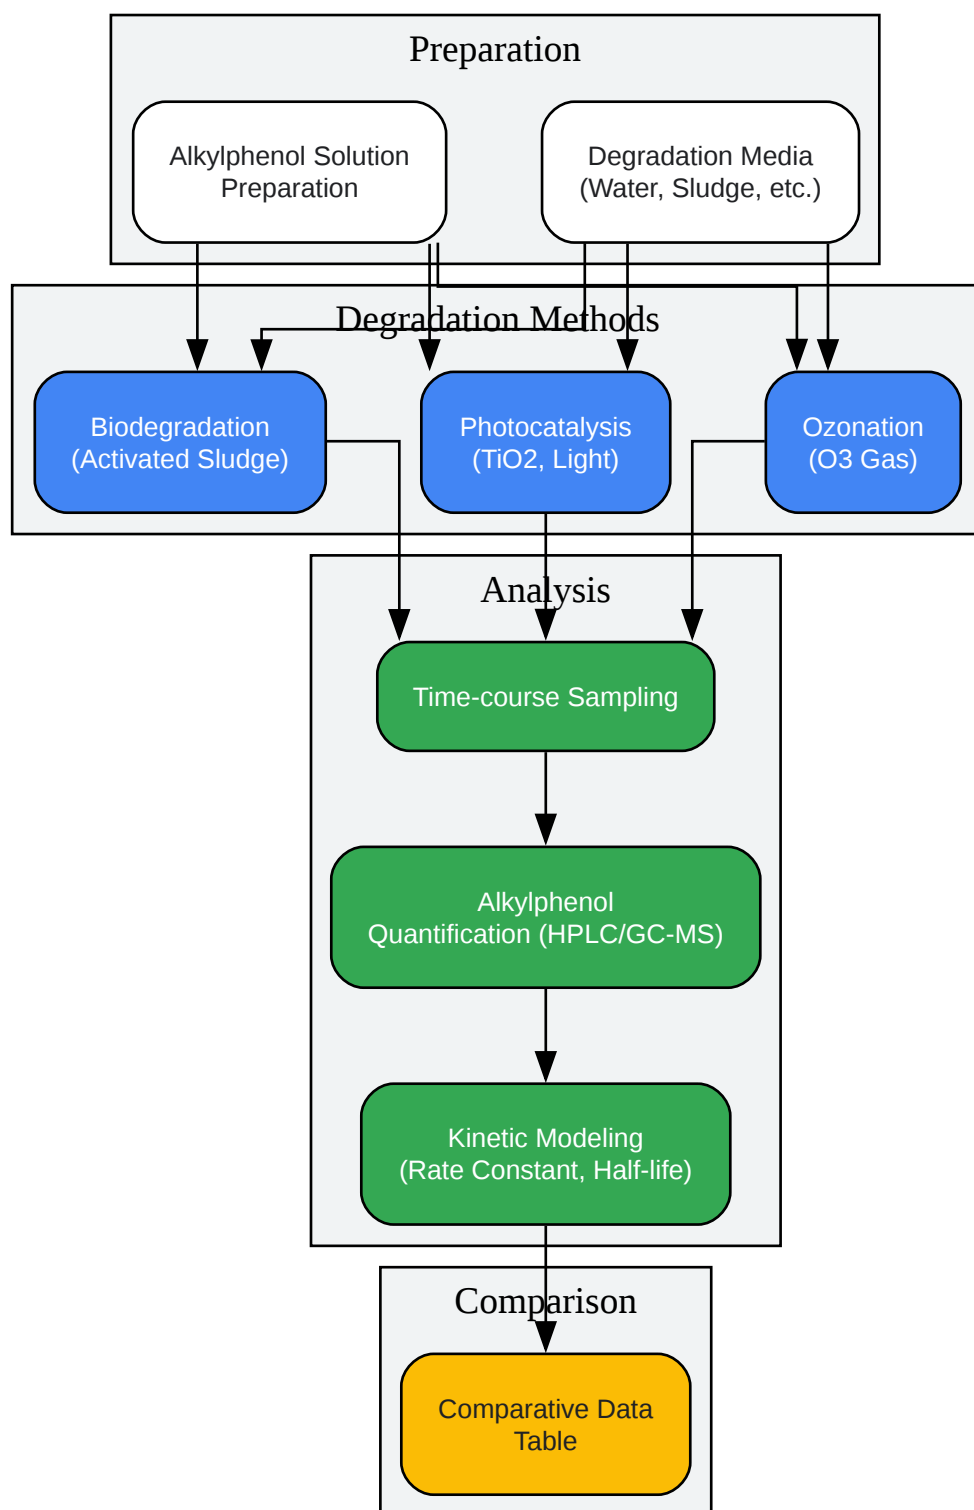 Preparation
Alkylphenol Solution
Preparation
Degradation Media
(Water, Sludge, etc.)
Degradation Methods
Biodegradation
(Activated Sludge)
Photocatalysis
(TiO2, Light)
Ozonation
(O3 Gas)
Analysis
Time-course Sampling
Alkylphenol
Quantification (HPLC/GC-MS)
Kinetic Modeling
(Rate Constant, Half-life)
Comparison
Comparative Data
Table